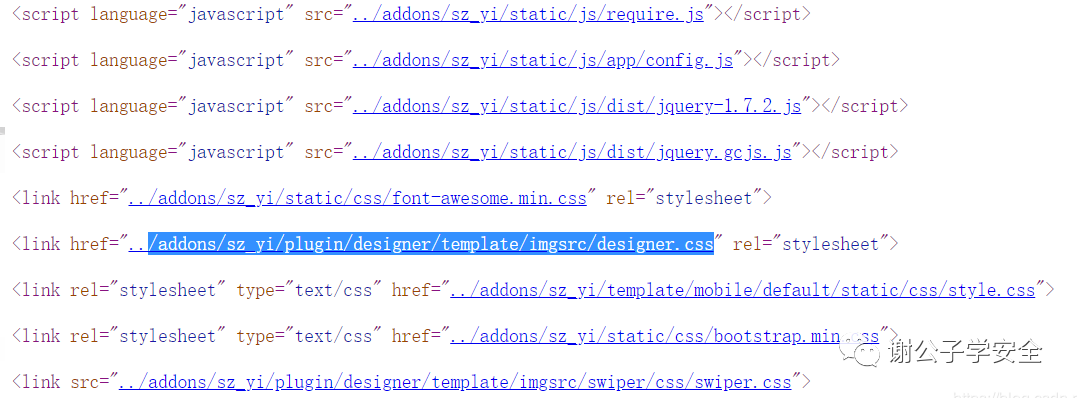 <script language="javascript" src="../addons/sz_yi/static/js/require.js"></script>
<script language="javascript" src="../addons/sz_yi/static/js/app/config.js"></script>
<script language="javascript" src="../addons/sz_yi/static/js/dist/jquery-1.7.2.js"></script>
<script language="javascript" src="../addons/sz_yi/static/js/dist/jquery.gcjs.js"></script>
<link href="../addons/sz_yi/static/css/font-awesome.min.css" rel="stylesheet">
<link href="../addons/sz_yi/plugin/designer/template/imgsrc/designer.css" rel="stylesheet">
<link rel="stylesheet" type="text/css" href="../addons/sz_yi/template/mobile/default/static/css/style.css">
<link rel="stylesheet" type="text/css" href="../addons/sz_yi/static/css/bootstrap.min.css">
谢公子学安全
<link src="../addons/sz_yi/plugin/designer/template/imgsrc/swiper/css/swiper.css">